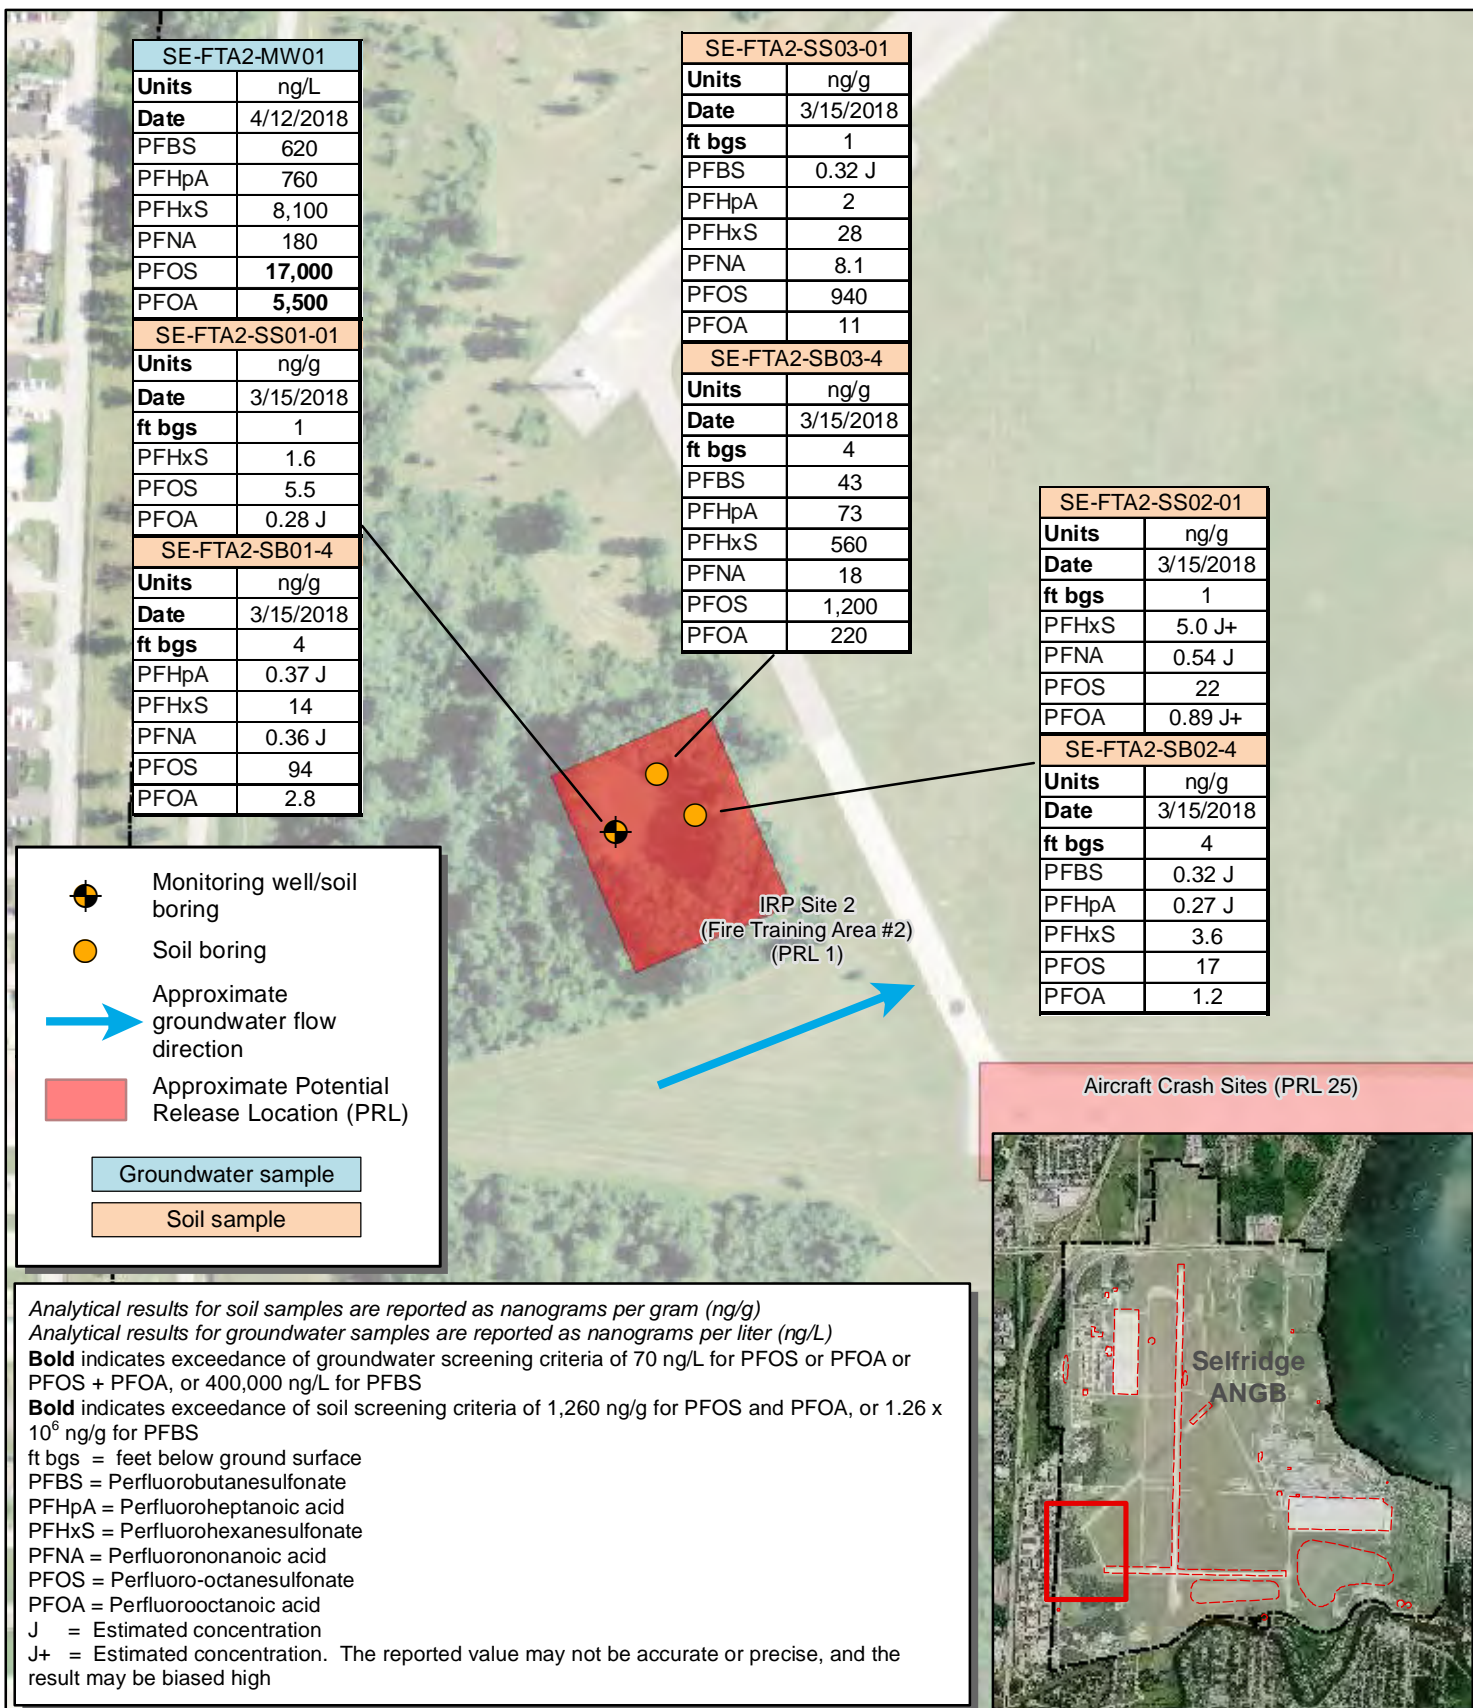 SE-FTA2-MW01
Units ng/L
Date 4/12/2018
PFBS 620
PFHpA 760
PFHxS 8,100
PFNA 180
PFOS 17,000
PFOA 5,500
SE-FTA2-SS01-01
Units ng/g
Date 3/15/2018
ft bgs 1
PFHxS 1.6
PFOS 5.5
PFOA 0.28 J
SE-FTA2-SB01-4
Units ng/g
Date 3/15/2018
ft bgs 4
PFHpA 0.37 J
PFHxS 14
PFNA 0.36 J
PFOS 94
PFOA 2.8
SE-FTA2-SS03-01
Units ng/g
Date 3/15/2018
ft bgs 1
PFBS 0.32 J
PFHpA 2
PFHxS 28
PFNA 8.1
PFOS 940
PFOA 11
SE-FTA2-SB03-4
Units ng/g
Date 3/15/2018
ft bgs 4
PFBS 43
PFHpA 73
PFHxS 560
PFNA 18
PFOS 1,200
PFOA 220
SE-FTA2-SS02-01
Units ng/g
Date 3/15/2018
ft bgs 1
PFHxS 5.0 J+
PFNA 0.54 J
PFOS 22
PFOA 0.89 J+
SE-FTA2-SB02-4
Units ng/g
Date 3/15/2018
ft bgs 4
PFBS 0.32 J
PFHpA 0.27 J
PFHxS 3.6
PFOS 17
PFOA 1.2
IRP Site 2
(Fire Training Area #2)
(PRL 1)
Aircraft Crash Sites (PRL 25)
Monitoring well/soil
boring
Soil boring
Approximate
groundwater flow
direction
Approximate Potential
Release Location (PRL)
Groundwater sample
Soil sample
Analytical results for soil samples are reported as nanograms per gram (ng/g)
Analytical results for groundwater samples are reported as nanograms per liter (ng/L)
Bold indicates exceedance of groundwater screening criteria of 70 ng/L for PFOS or PFOA or
PFOS + PFOA, or 400,000 ng/L for PFBS
Bold indicates exceedance of soil screening criteria of 1,260 ng/g for PFOS and PFOA, or 1.26 x
10⁶ ng/g for PFBS
ft bgs = feet below ground surface
PFBS = Perfluorobutanesulfonate
PFHpA = Perfluoroheptanoic acid
PFHxS = Perfluorohexanesulfonate
PFNA = Perfluorononanoic acid
PFOS = Perfluoro-octanesulfonate
PFOA = Perfluorooctanoic acid
J = Estimated concentration
J+ = Estimated concentration. The reported value may not be accurate or precise, and the
result may be biased high
Selfridge
ANGB